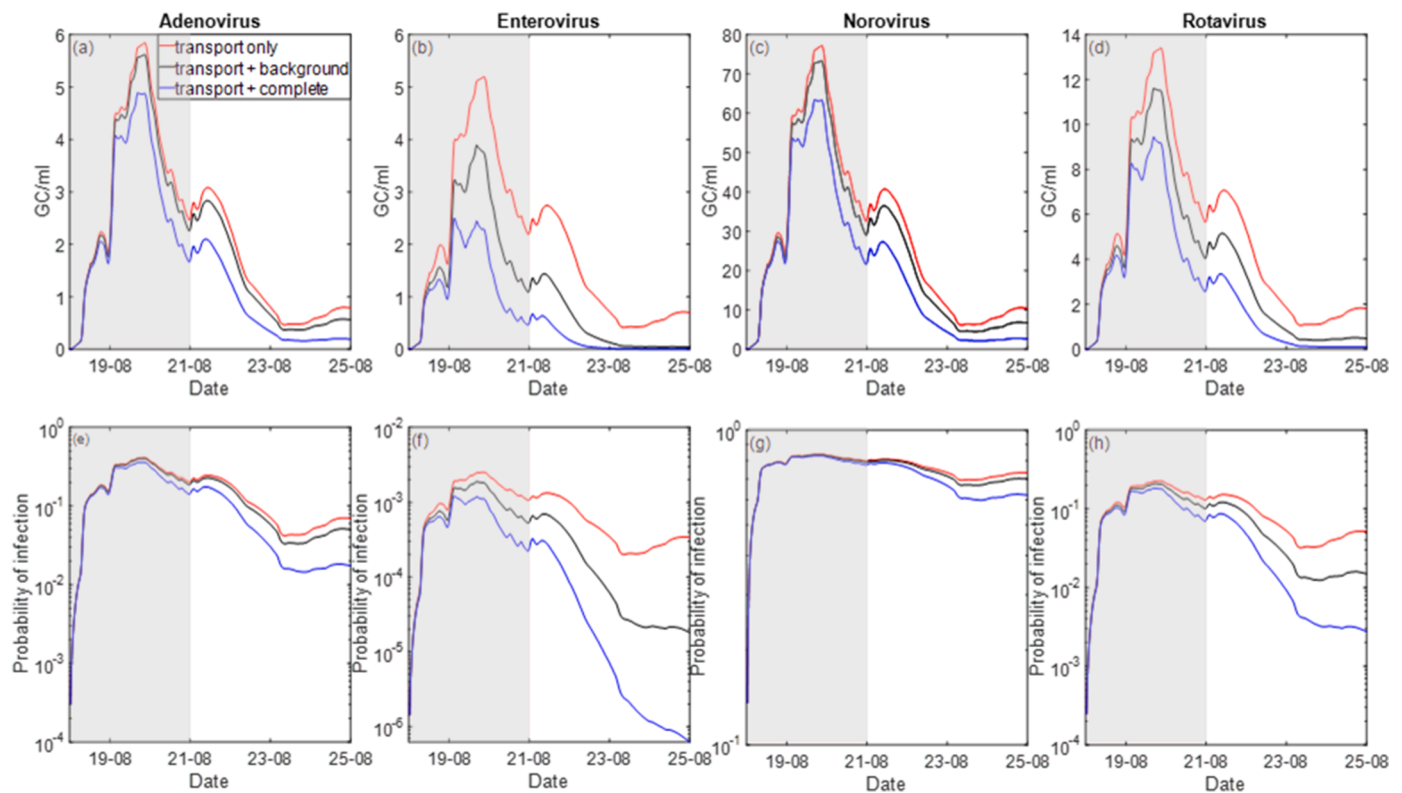 Adenovirus Enterovirus Norovirus Rotavirus
(a) (b) (c) (d)
transport only
transport + background
transport + complete
GC/ml GC/ml GC/ml GC/ml
6 5 4 3 2 1 0
6 5 4 3 2 1 0
80 70 60 50 40 30 20 10 0
14 12 10 8 6 4 2 0
19-08 21-08 23-08 25-08 19-08 21-08 23-08 25-08 19-08 21-08 23-08 25-08 19-08 21-08 23-08 25-08
Date Date Date Date
(e) (f) (g) (h)
Probability of infection Probability of infection Probability of infection Probability of infection
10^0 10^-1 10^-2 10^-3 10^-4
10^-2 10^-3 10^-4 10^-5 10^-6
10^0 10^-1
10^0 10^-1 10^-2 10^-3 10^-4
19-08 21-08 23-08 25-08 19-08 21-08 23-08 25-08 19-08 21-08 23-08 25-08 19-08 21-08 23-08 25-08
Date Date Date Date